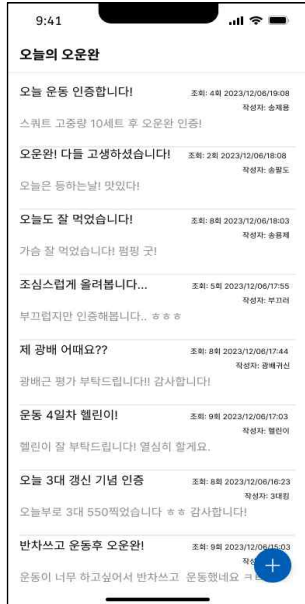 9:41
오늘의 오운완
오늘 운동 인증합니다! 조회: 4회 2023/12/06/19:08
작성자: 송제용
스쿼트 고중량 10세트 후 오운완 인증!
오운완! 다들 고생하셨습니다! 조회: 2회 2023/12/06/18:08
작성자: 송팔도
오늘은 등하는날! 맛있다!
오늘도 잘 먹었습니다! 조회: 8회 2023/12/06/18:03
작성자: 송용제
가슴 잘 먹었습니다! 펌핑 굿!
조심스럽게 올려봅니다... 조회: 5회 2023/12/06/17:55
작성자: 부끄러
부끄럽지만 인증해봅니다.. ㅎㅎㅎ
제 광배 어때요?? 조회: 8회 2023/12/06/17:44
작성자: 광배귀신
광배근 평가 부탁드립니다!! 감사합니다!
운동 4일차 헬린이! 조회: 9회 2023/12/06/17:03
작성자: 헬린이
헬린이 잘 부탁드립니다! 열심히 할게요.
오늘 3대 갱신 기념 인증 조회: 8회 2023/12/06/16:23
작성자: 3대킹
오늘부로 3대 550찍었습니다 ㅎㅎ 감사합니다!
반차쓰고 운동후 오운완! 조회: 9회 2023/12/06/15:03
운동이 너무 하고싶어서 반차쓰고 운동했네요